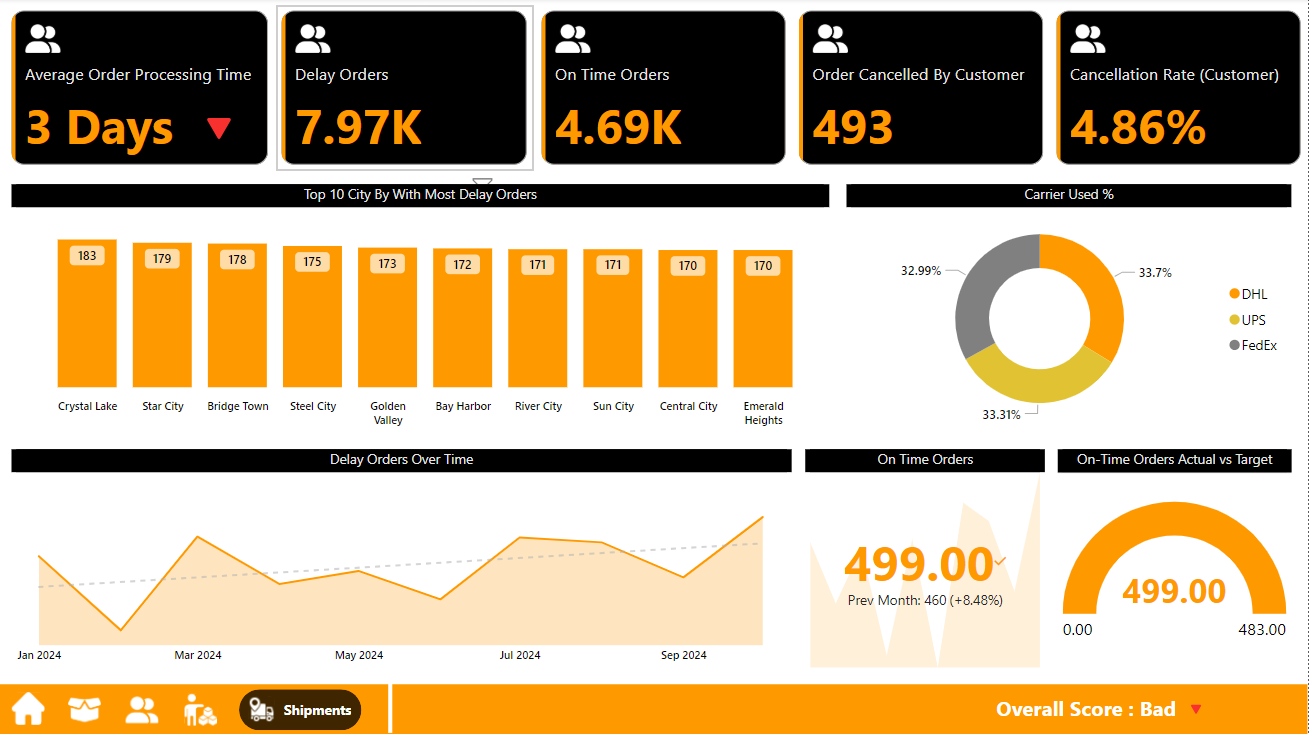 Average Order Processing Time
3 Days
Delay Orders
7.97K
On Time Orders
4.69K
Order Cancelled By Customer
493
Cancellation Rate (Customer)
4.86%
Top 10 City By With Most Delay Orders
183
179
178
175
173
172
171
171
170
170
Crystal Lake
Star City
Bridge Town
Steel City
Golden
Valley
Bay Harbor
River City
Sun City
Central City
Emerald
Heights
Carrier Used %
32.99%
33.7%
33.31%
DHL
UPS
FedEx
Delay Orders Over Time
Jan 2024
Mar 2024
May 2024
Jul 2024
Sep 2024
On Time Orders
499.00
Prev Month: 460 (+8.48%)
On-Time Orders Actual vs Target
499.00
0.00
483.00
Shipments
Overall Score : Bad